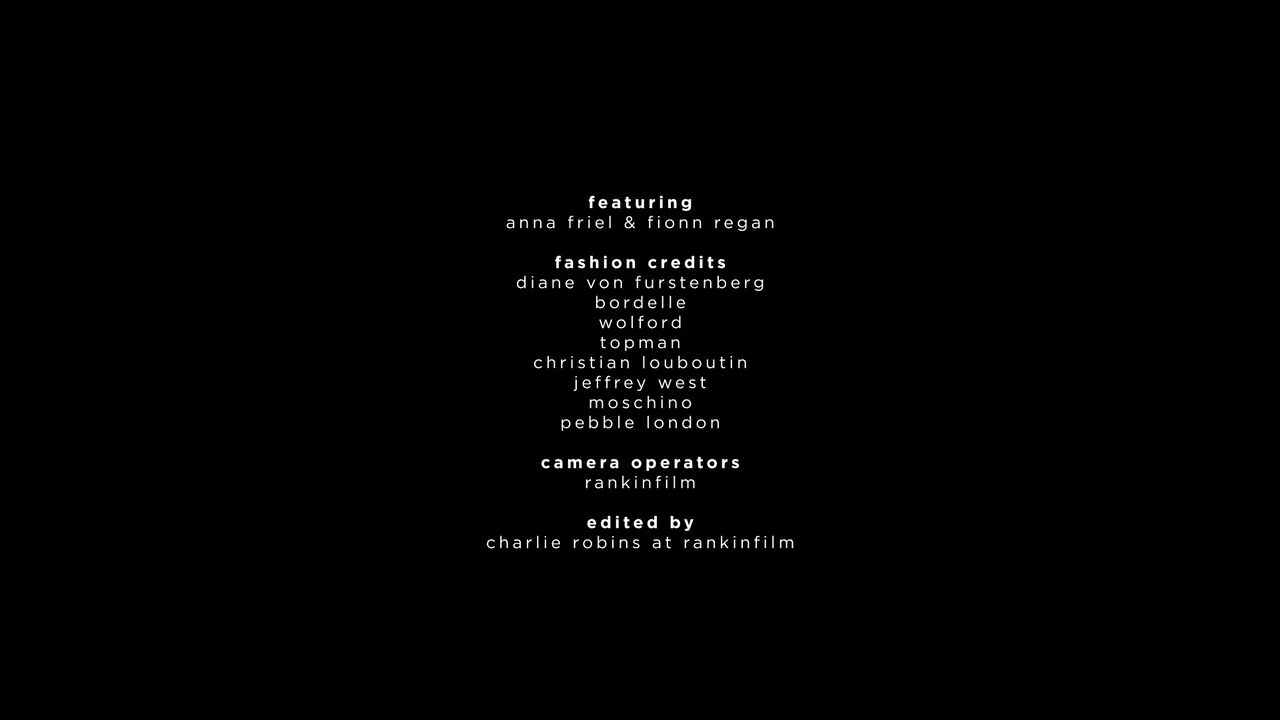 featuring
anna friel & fionn regan
fashion credits
diane von furstenberg
bordelle
wolford
topman
christian louboutin
jeffrey west
moschino
pebble london
camera operators
rankinfilm
edited by
charlie robins at rankinfilm